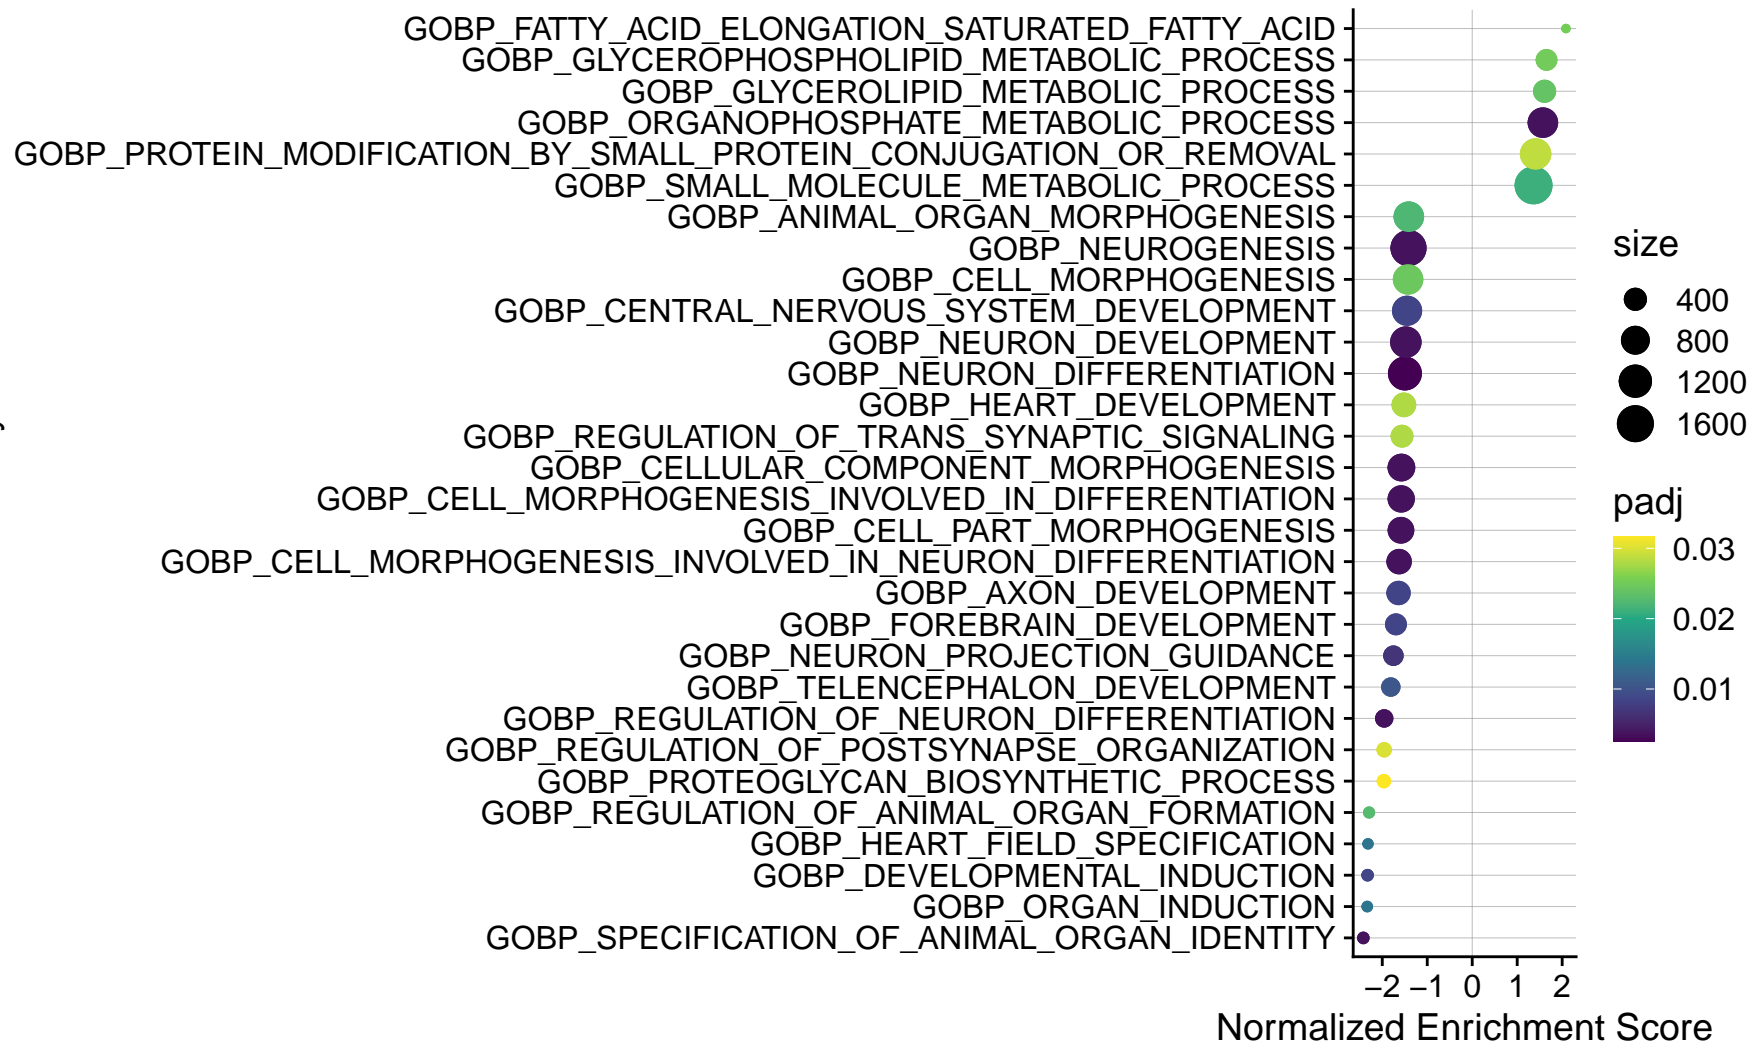 GOBP_FATTY_ACID_ELONGATION_SATURATED_FATTY_ACID
GOBP_GLYCEROPHOSPHOLIPID_METABOLIC_PROCESS
GOBP_GLYCEROLIPID_METABOLIC_PROCESS
GOBP_ORGANOPHOSPHATE_METABOLIC_PROCESS
GOBP_PROTEIN_MODIFICATION_BY_SMALL_PROTEIN_CONJUGATION_OR_REMOVAL
GOBP_SMALL_MOLECULE_METABOLIC_PROCESS
GOBP_ANIMAL_ORGAN_MORPHOGENESIS
GOBP_NEUROGENESIS
GOBP_CELL_MORPHOGENESIS
GOBP_CENTRAL_NERVOUS_SYSTEM_DEVELOPMENT
GOBP_NEURON_DEVELOPMENT
GOBP_NEURON_DIFFERENTIATION
GOBP_HEART_DEVELOPMENT
GOBP_REGULATION_OF_TRANS_SYNAPTIC_SIGNALING
GOBP_CELLULAR_COMPONENT_MORPHOGENESIS
GOBP_CELL_MORPHOGENESIS_INVOLVED_IN_DIFFERENTIATION
GOBP_CELL_PART_MORPHOGENESIS
GOBP_CELL_MORPHOGENESIS_INVOLVED_IN_NEURON_DIFFERENTIATION
GOBP_AXON_DEVELOPMENT
GOBP_FOREBRAIN_DEVELOPMENT
GOBP_NEURON_PROJECTION_GUIDANCE
GOBP_TELENCEPHALON_DEVELOPMENT
GOBP_REGULATION_OF_NEURON_DIFFERENTIATION
GOBP_REGULATION_OF_POSTSYNAPSE_ORGANIZATION
GOBP_PROTEOGLYCAN_BIOSYNTHETIC_PROCESS
GOBP_REGULATION_OF_ANIMAL_ORGAN_FORMATION
GOBP_HEART_FIELD_SPECIFICATION
GOBP_DEVELOPMENTAL_INDUCTION
GOBP_ORGAN_INDUCTION
GOBP_SPECIFICATION_OF_ANIMAL_ORGAN_IDENTITY
−2 −1 0 1 2
Normalized Enrichment Score
size
400
800
1200
1600
padj
0.03
0.02
0.01